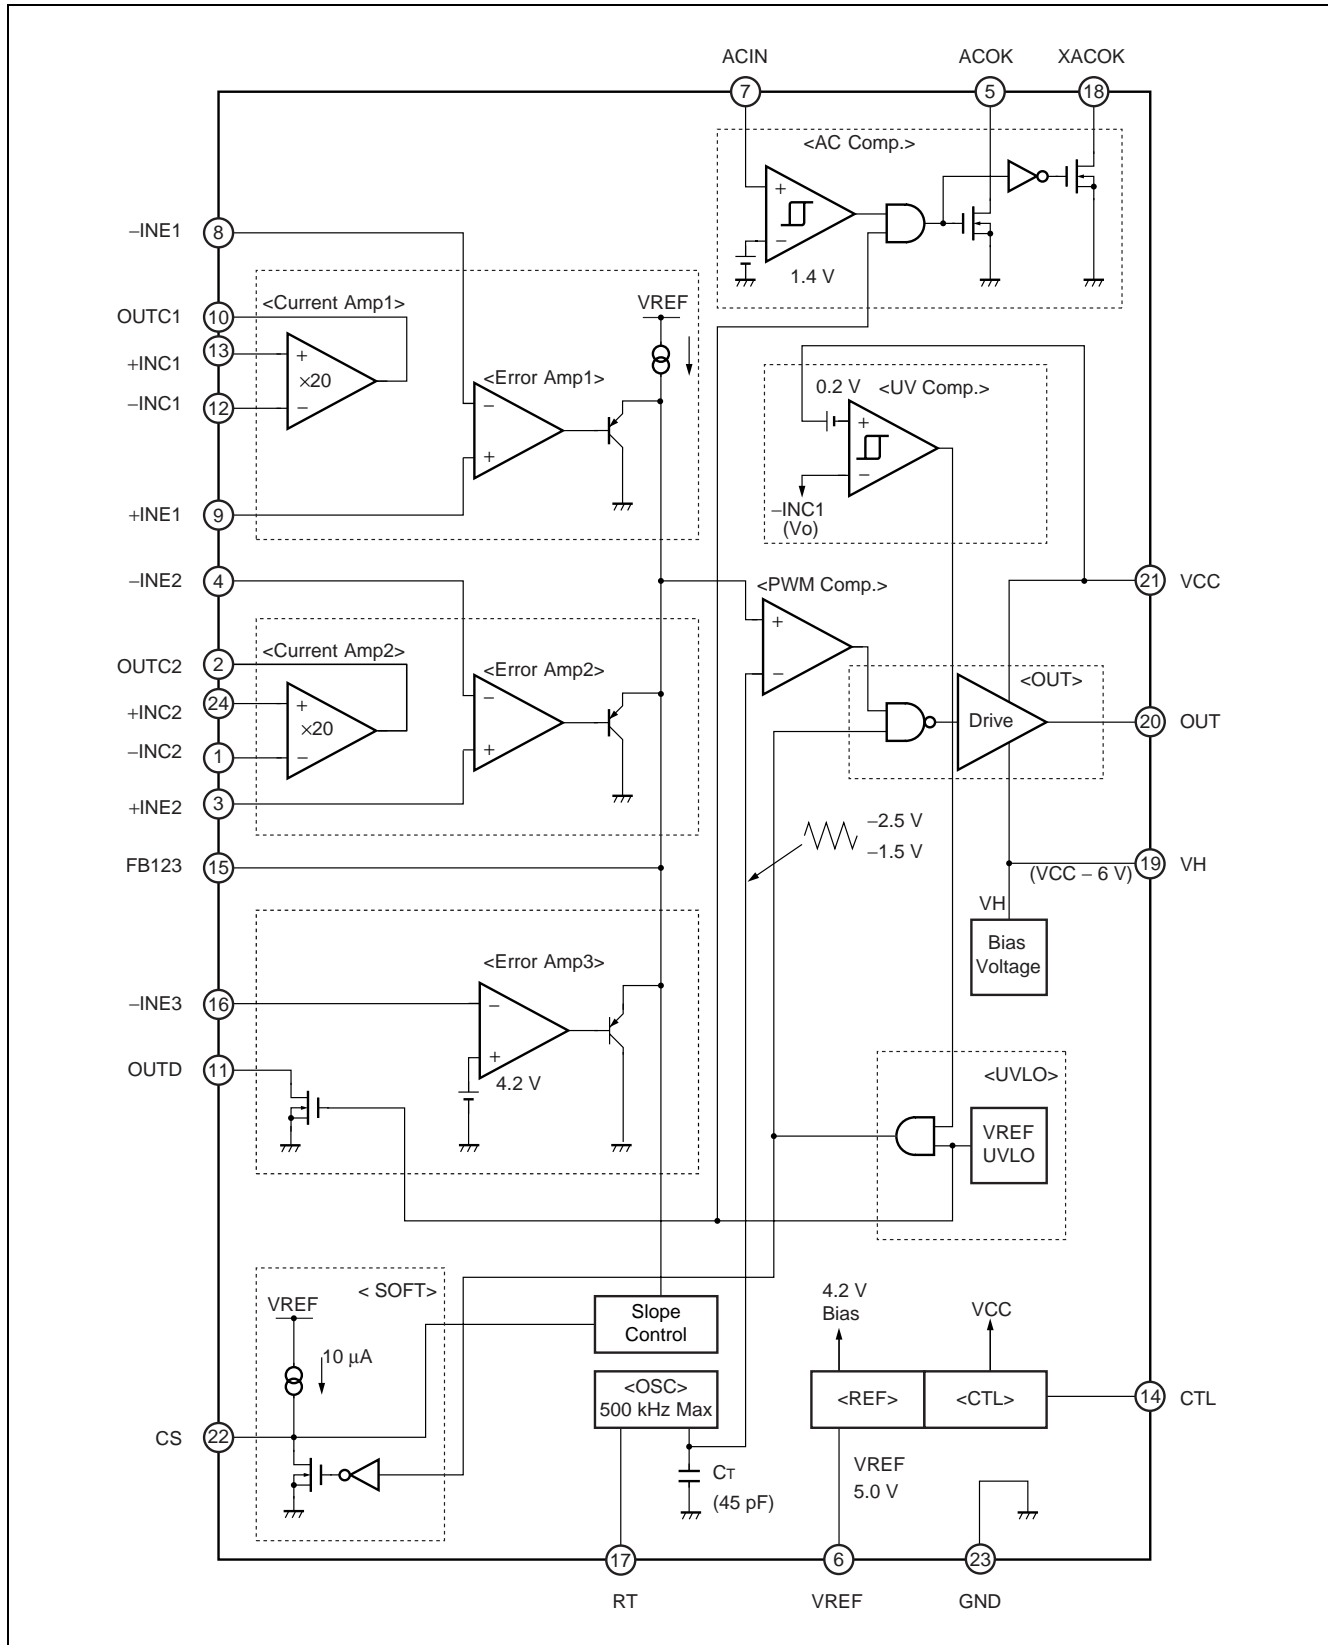 ACIN
ACOK
XACOK
7
5
18
<AC Comp.>
+
−
1.4 V
−INE1
8
<Current Amp1>
VREF
OUTC1
10
13
+INC1
+
×20
−
−INC1
12
<Error Amp1>
−
+
+INE1
9
0.2 V
<UV Comp.>
+
−
−INC1
(Vo)
−INE2
4
<PWM Comp.>
+
−
21
VCC
<Current Amp2>
OUTC2
2
24
+INC2
+
×20
−
−INC2
1
<Error Amp2>
−
+
+INE2
3
<OUT>
Drive
20
OUT
−2.5 V
−1.5 V
FB123
15
19
VH
(VCC − 6 V)
VH
Bias
Voltage
<Error Amp3>
−INE3
16
−
+
4.2 V
OUTD
11
<UVLO>
VREF
UVLO
< SOFT>
VREF
10 µA
Slope
Control
4.2 V
Bias
VCC
<OSC>
500 kHz Max
<REF>
<CTL>
14
CTL
CS
22
CT
(45 pF)
VREF
5.0 V
17
6
23
RT
VREF
GND